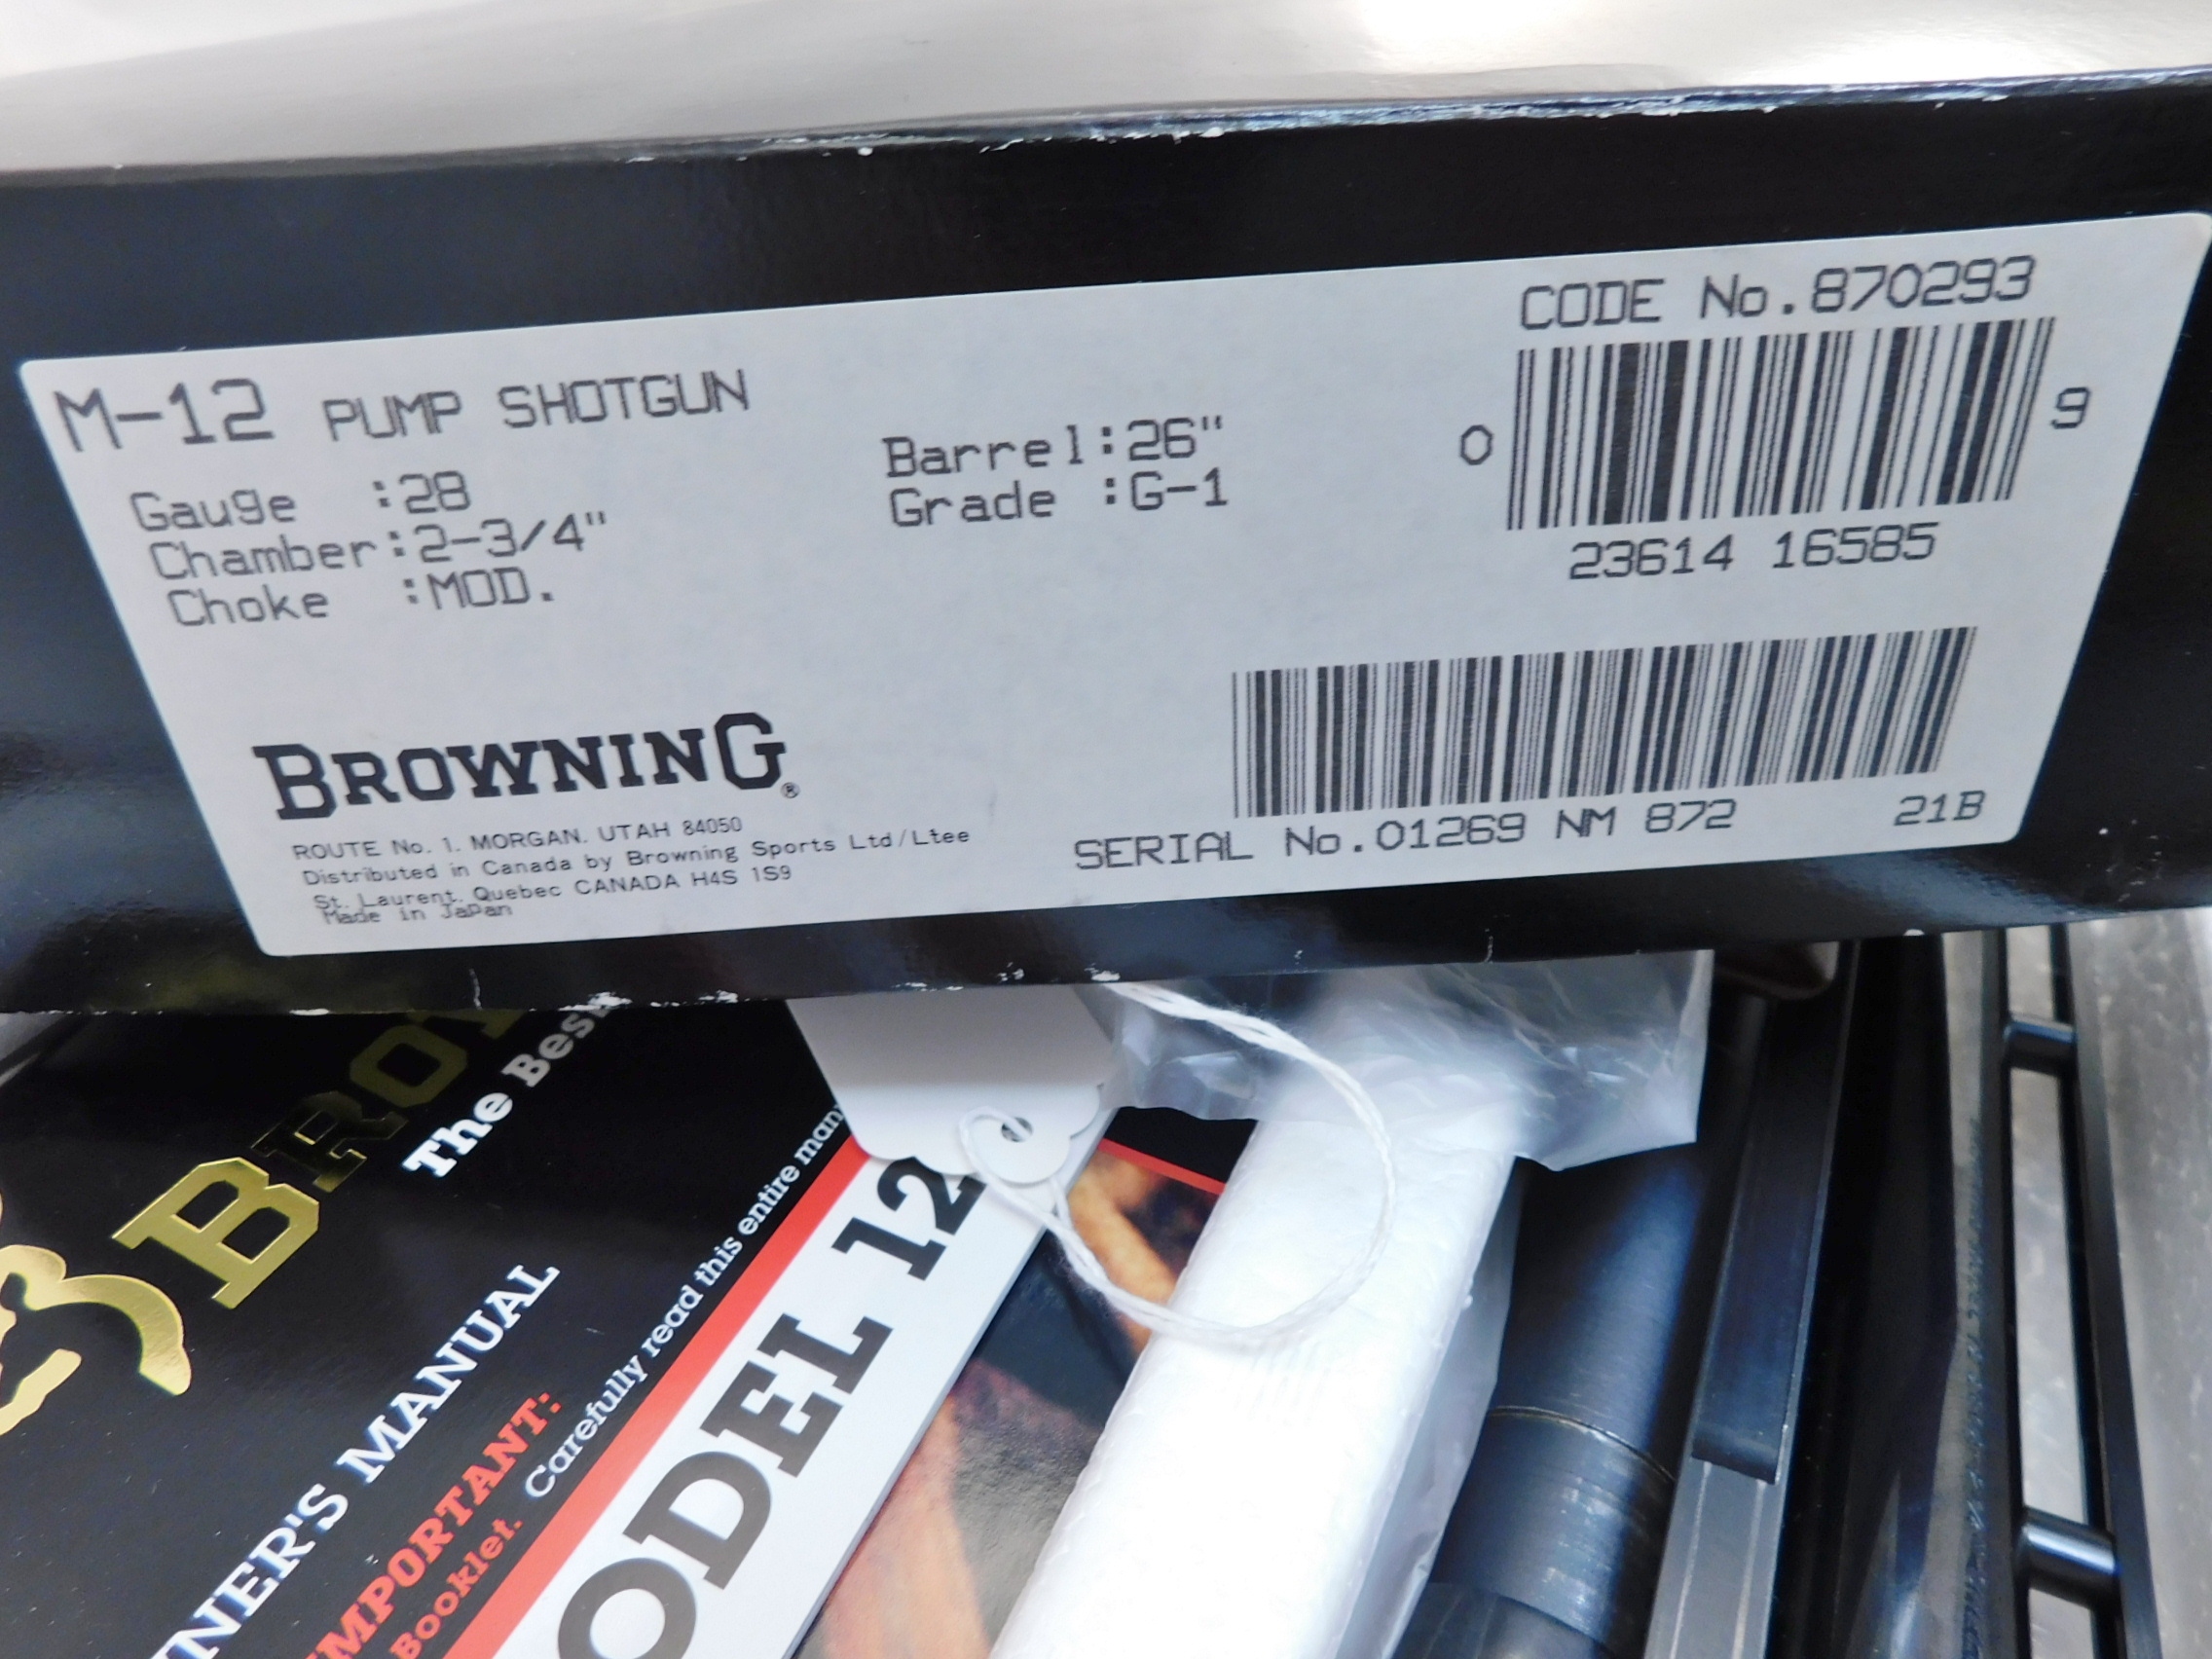 CODE No.870293
M-12 PUMP SHOTGUN
Gauge :28
Chamber:2-3/4"
Choke :MOD.
Barrel:26"
Grade :G-1
0 9
23614 16585
BROWNING®
ROUTE No. 1. MORGAN. UTAH 84050
Distributed in Canada by Browning Sports Ltd/Ltee
St. Laurent. Quebec CANADA H4S 1S9
Made in Japan
SERIAL No.01269 NM 872 21B
BRO
The Best
NER'S MANUAL
IMPORTANT: Carefully read this entire man
Booklet.
ODEL 12